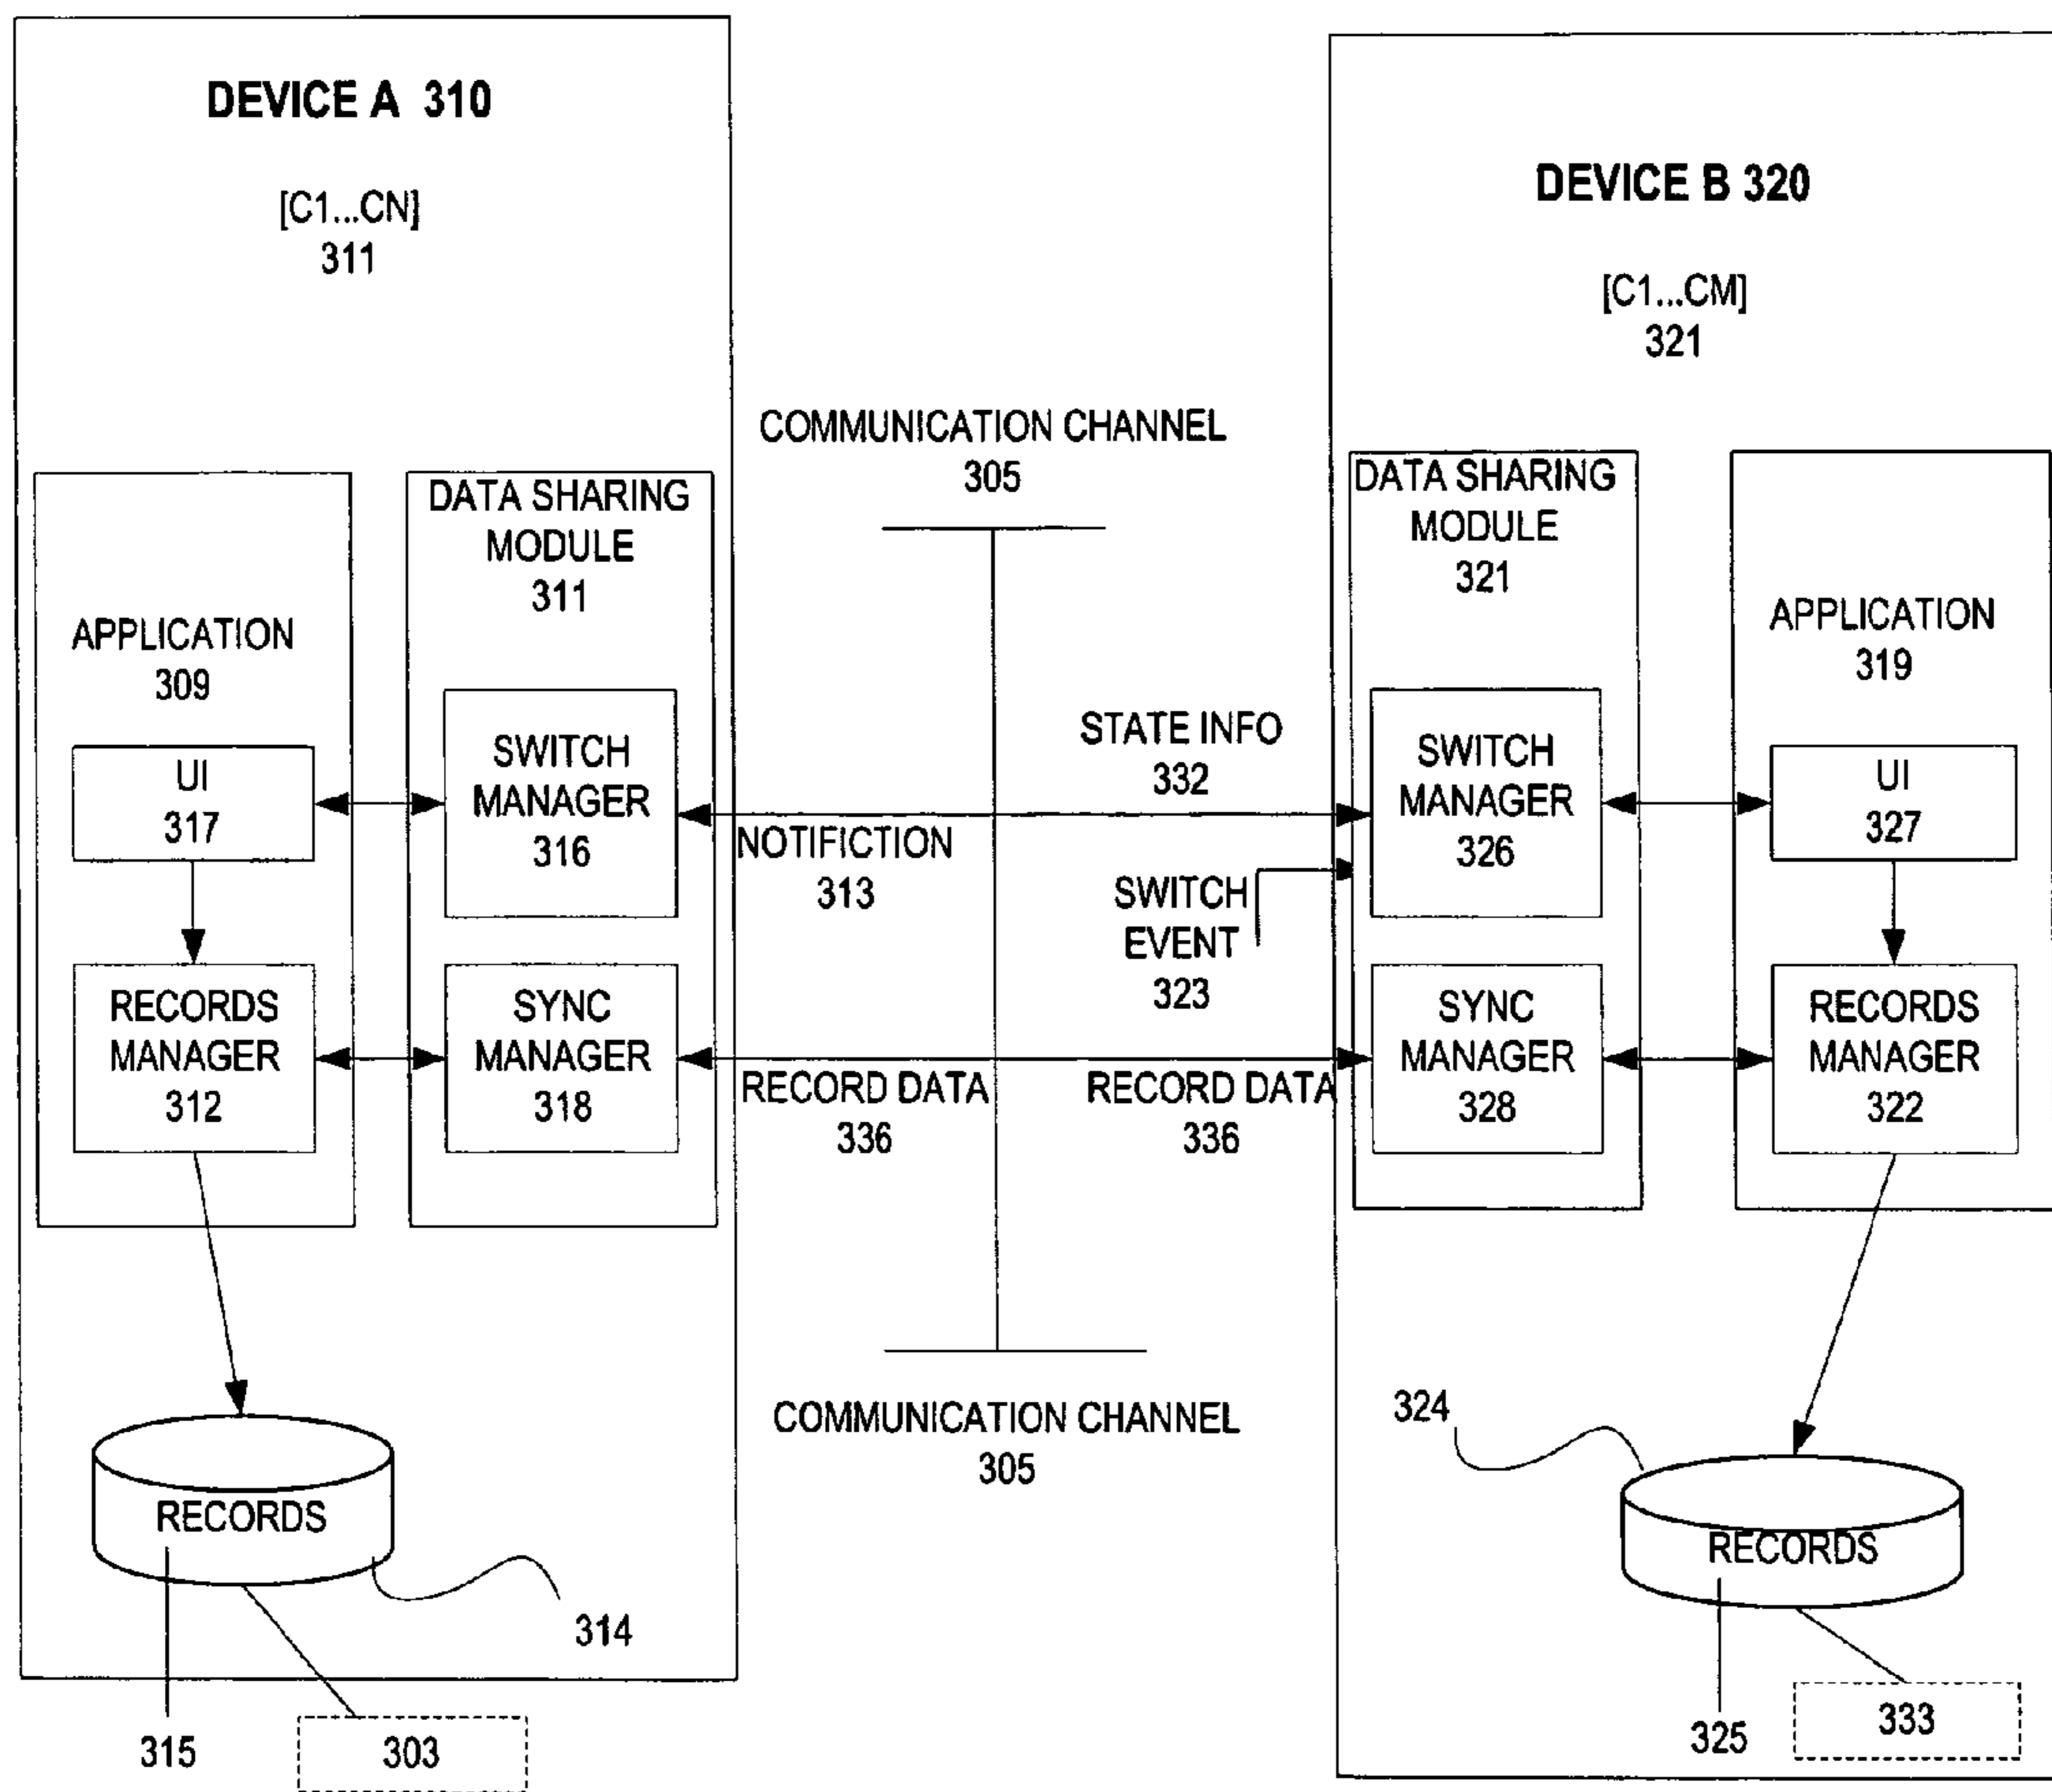 DEVICE A 310
[C1...CN]
311
APPLICATION
309
UI
317
RECORDS
MANAGER
312
DATA SHARING
MODULE
311
SWITCH
MANAGER
316
SYNC
MANAGER
318
RECORDS
314
315
303
COMMUNICATION CHANNEL
305
STATE INFO
332
NOTIFICTION
313
SWITCH
EVENT
323
RECORD DATA
336
RECORD DATA
336
COMMUNICATION CHANNEL
305
DEVICE B 320
[C1...CM]
321
DATA SHARING
MODULE
321
SWITCH
MANAGER
326
SYNC
MANAGER
328
APPLICATION
319
UI
327
RECORDS
MANAGER
322
324
RECORDS
325
333